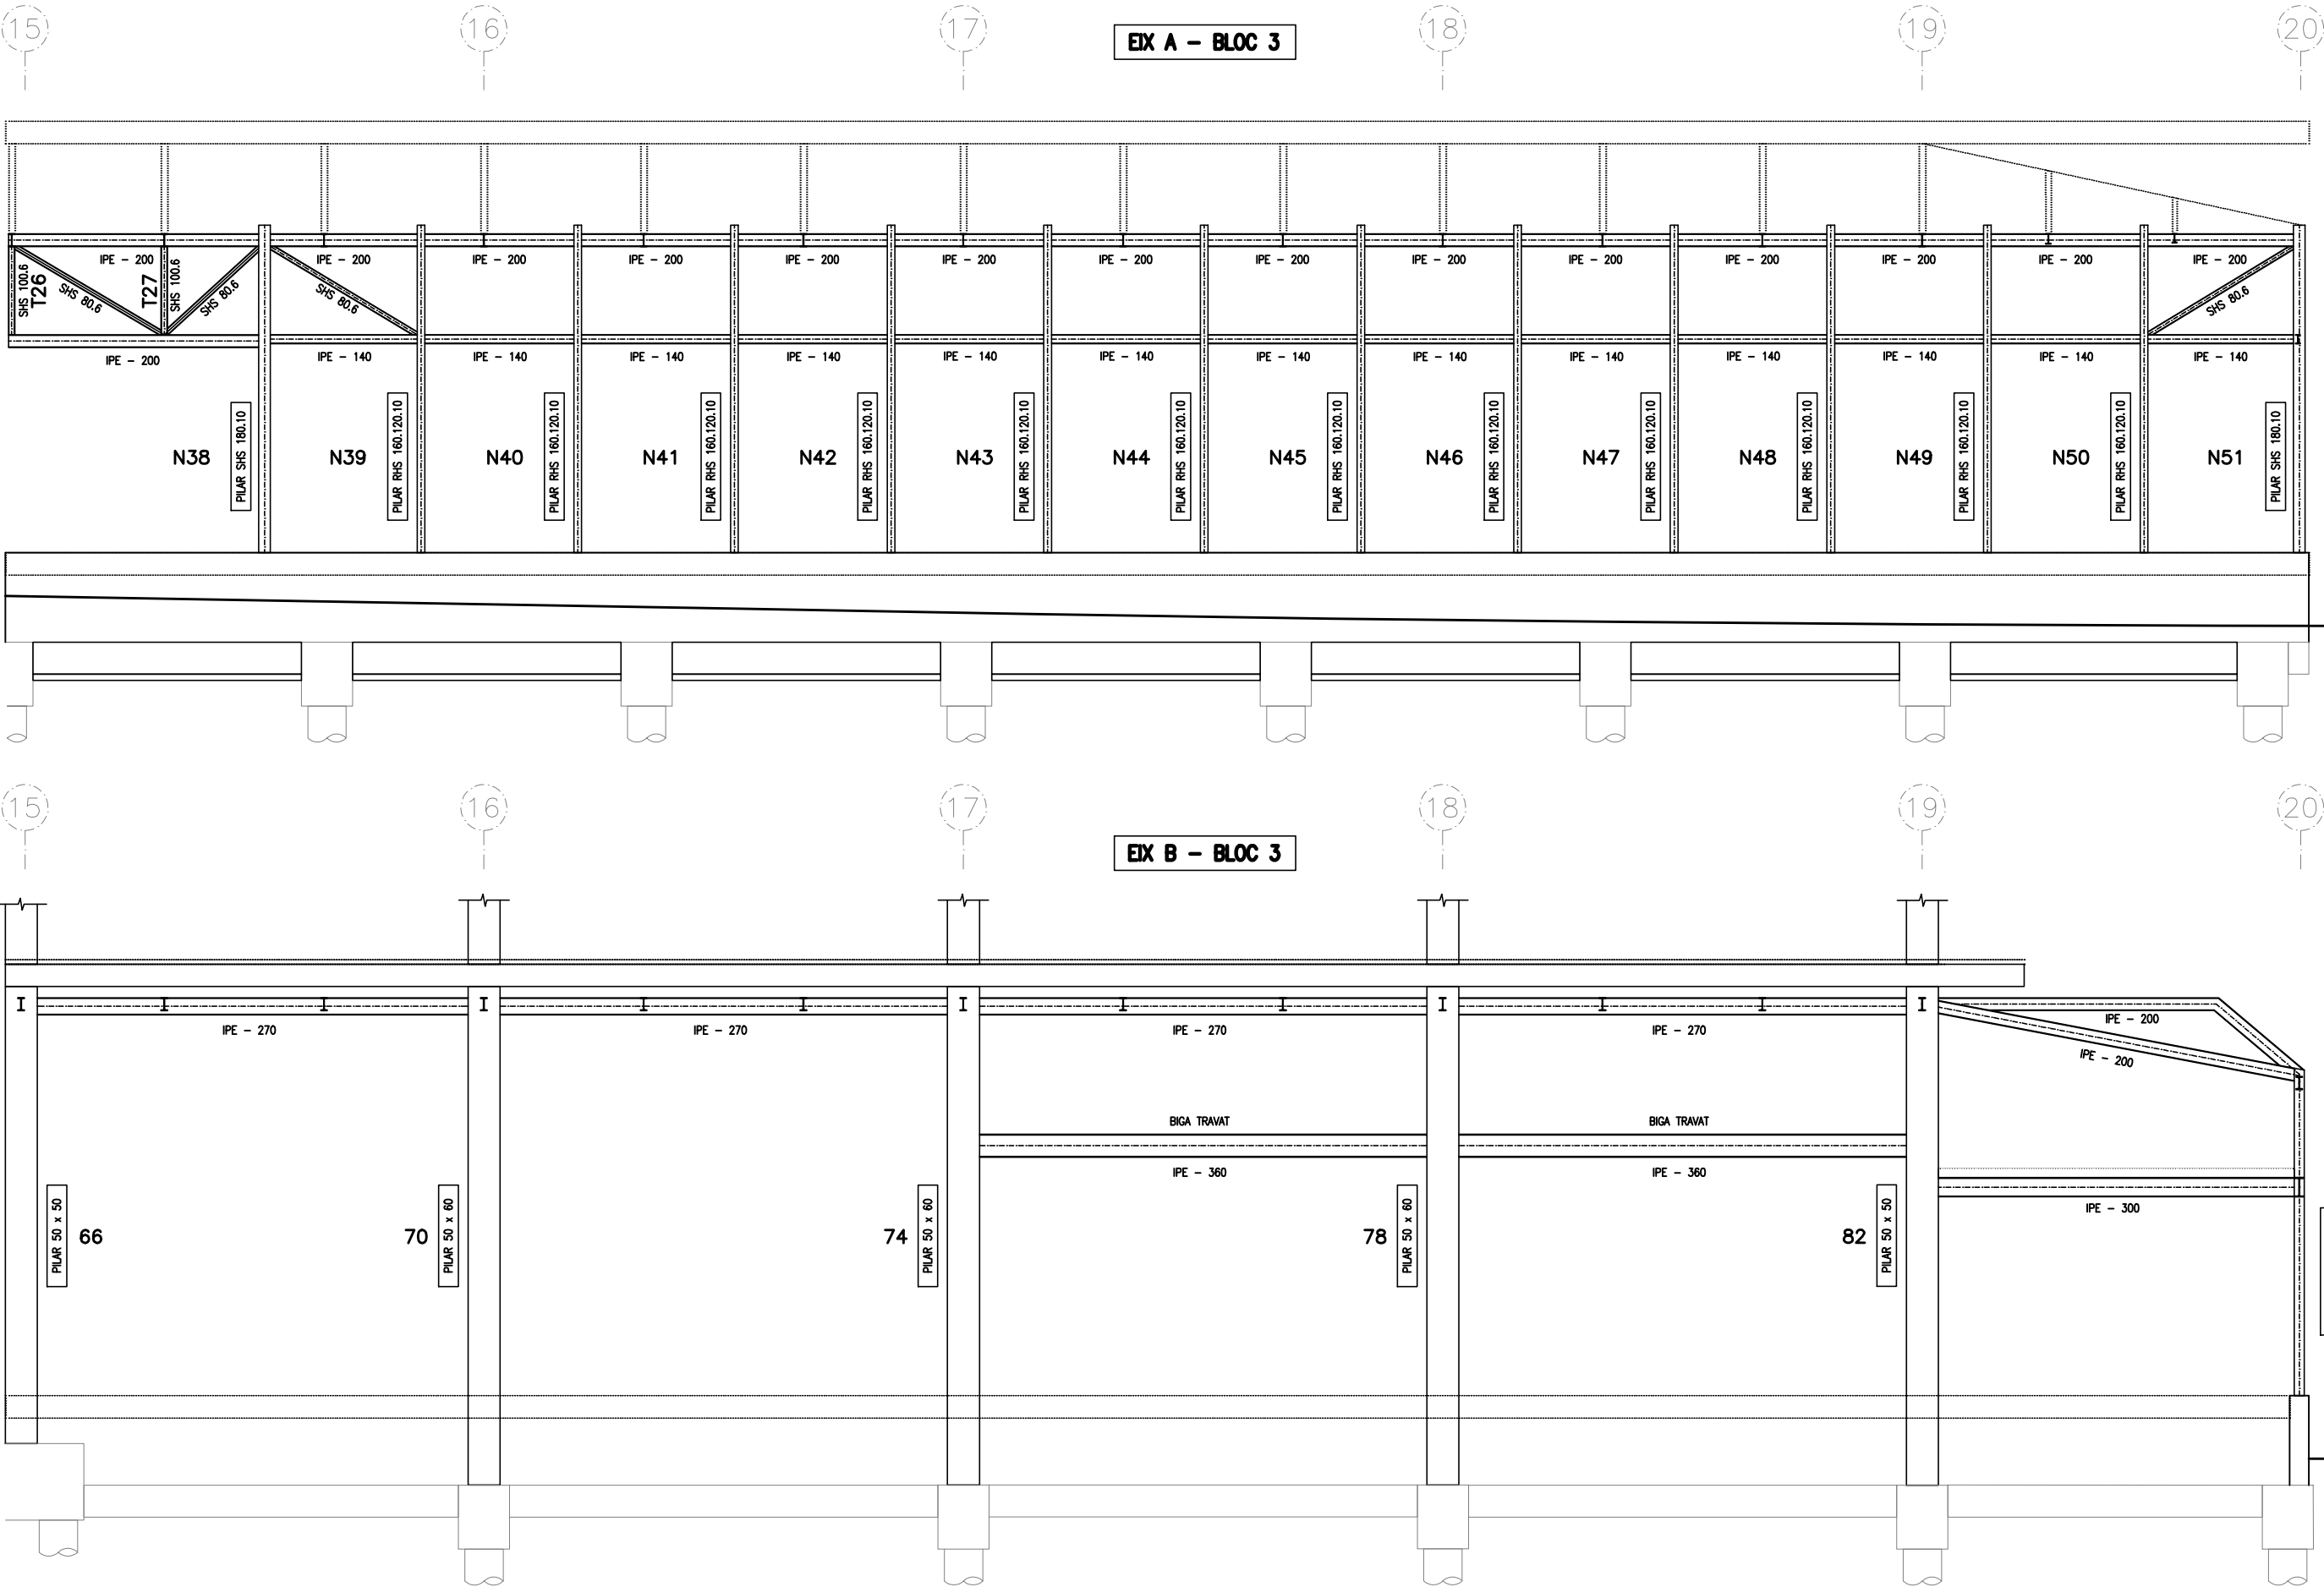 15 16 17 18 19 20
EIX A - BLOC 3
IPE - 200 IPE - 200 IPE - 200 IPE - 200 IPE - 200 IPE - 200 IPE - 200 IPE - 200 IPE - 200 IPE - 200 IPE - 200 IPE - 200 IPE - 200 IPE - 200
SHS 100.6
T26
SHS 80.6
T27
SHS 100.6
SHS 80.6
SHS 80.6
SHS 80.6
IPE - 200 IPE - 140 IPE - 140 IPE - 140 IPE - 140 IPE - 140 IPE - 140 IPE - 140 IPE - 140 IPE - 140 IPE - 140 IPE - 140 IPE - 140 IPE - 140
N38
PILAR SHS 180.10
N39
PILAR RHS 160.120.10
N40
PILAR RHS 160.120.10
N41
PILAR RHS 160.120.10
N42
PILAR RHS 160.120.10
N43
PILAR RHS 160.120.10
N44
PILAR RHS 160.120.10
N45
PILAR RHS 160.120.10
N46
PILAR RHS 160.120.10
N47
PILAR RHS 160.120.10
N48
PILAR RHS 160.120.10
N49
PILAR RHS 160.120.10
N50
PILAR RHS 160.120.10
N51
PILAR SHS 180.10
15 16 17 18 19 20
EIX B - BLOC 3
IPE - 270 IPE - 270 IPE - 270 IPE - 270
IPE - 200
IPE - 200
BIGA TRAVAT BIGA TRAVAT
IPE - 360 IPE - 360
IPE - 300
PILAR 50 x 50
66
70
PILAR 50 x 60
74
PILAR 50 x 60
78
PILAR 50 x 60
82
PILAR 50 x 50